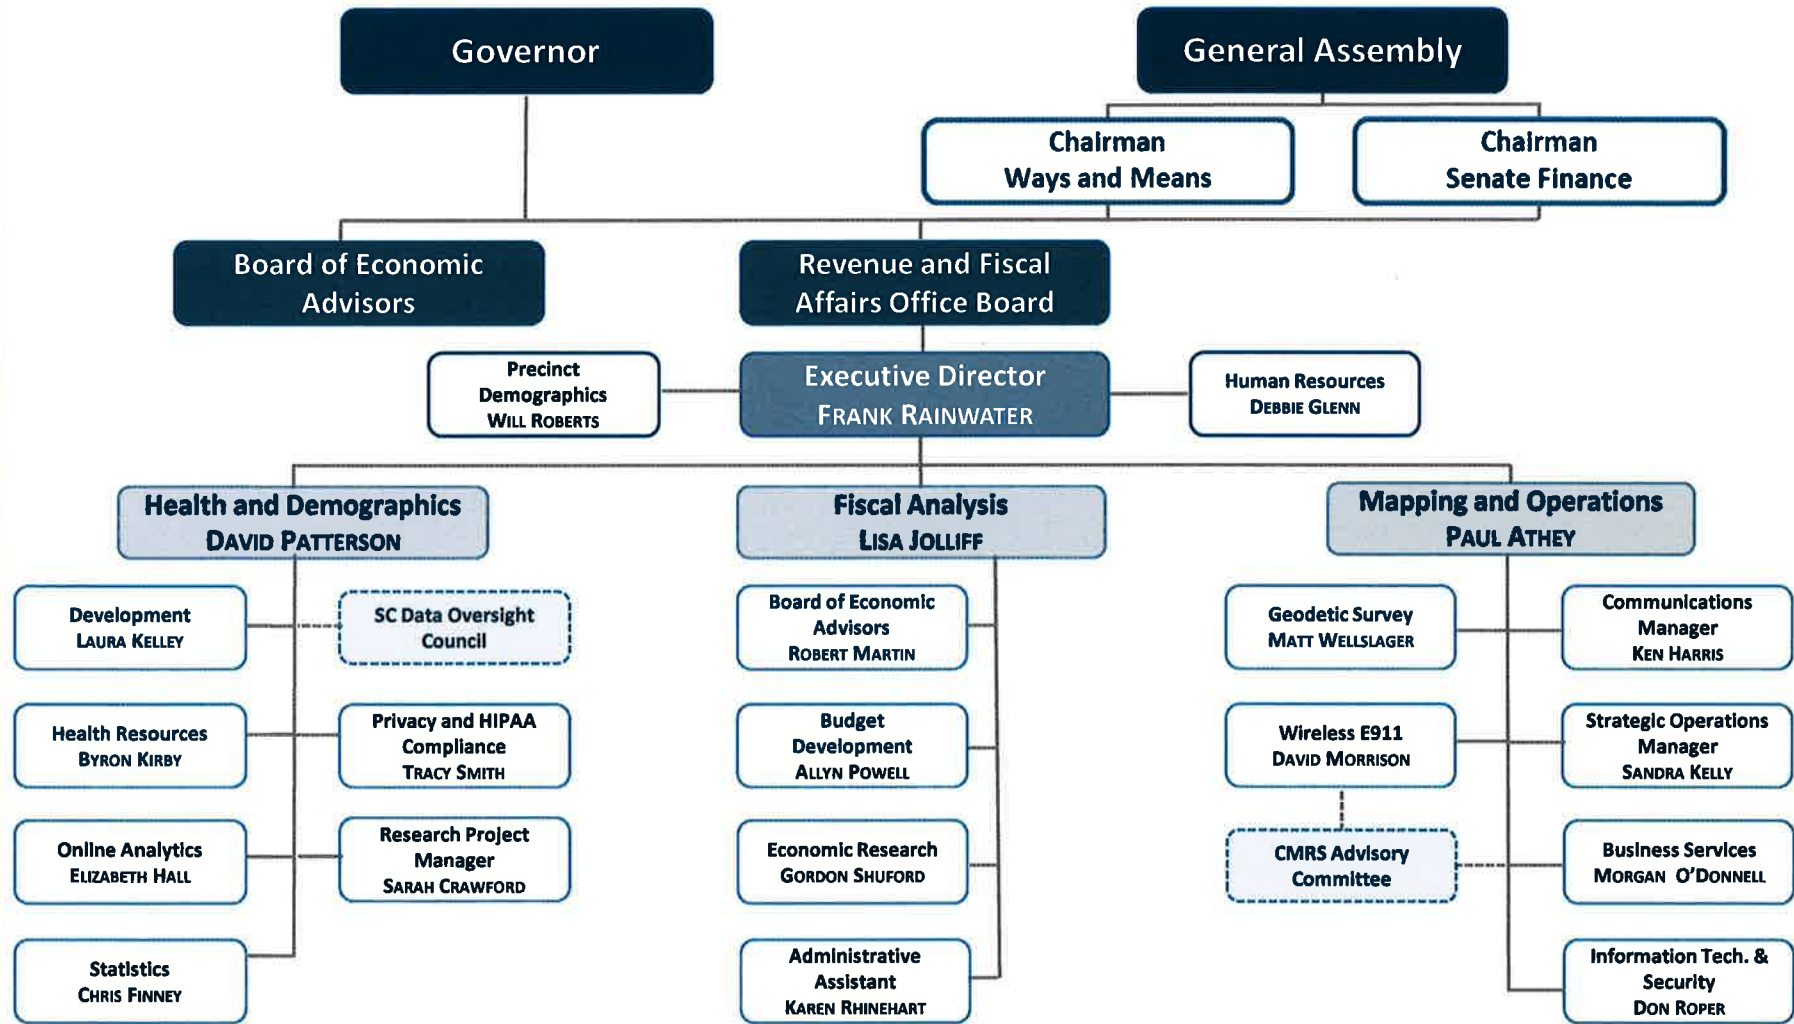 Governor
General Assembly
Chairman
Ways and Means
Chairman
Senate Finance
Board of Economic
Advisors
Revenue and Fiscal
Affairs Office Board
Precinct
Demographics
WILL ROBERTS
Executive Director
FRANK RAINWATER
Human Resources
DEBBIE GLENN
Health and Demographics
DAVID PATTERSON
Fiscal Analysis
LISA JOLLIFF
Mapping and Operations
PAUL ATHEY
Development
LAURA KELLEY
SC Data Oversight
Council
Health Resources
BYRON KIRBY
Privacy and HIPAA
Compliance
TRACY SMITH
Online Analytics
ELIZABETH HALL
Research Project
Manager
SARAH CRAWFORD
Statistics
CHRIS FINNEY
Board of Economic
Advisors
ROBERT MARTIN
Budget
Development
ALLYN POWELL
Economic Research
GORDON SHUFORD
Administrative
Assistant
KAREN RHINEHART
Geodetic Survey
MATT WELLSLAGER
Communications
Manager
KEN HARRIS
Wireless E911
DAVID MORRISON
Strategic Operations
Manager
SANDRA KELLY
CMRS Advisory
Committee
Business Services
MORGAN O'DONNELL
Information Tech. &
Security
DON ROPER